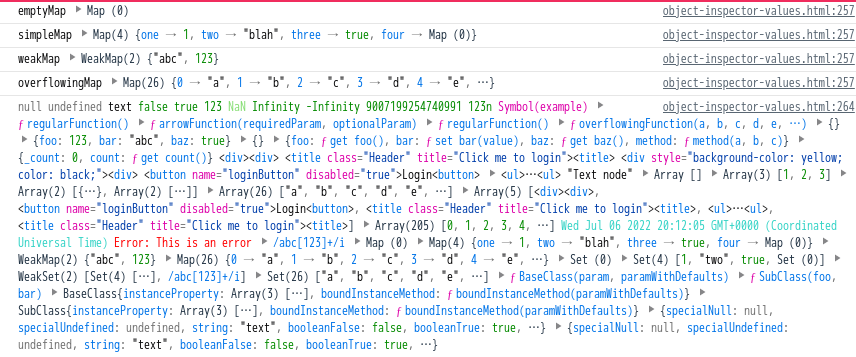 emptyMap ▶ Map (0) object-inspector-values.html:257
simpleMap ▶ Map(4) {one → 1, two → "blah", three → true, four → Map (0)} object-inspector-values.html:257
weakMap ▶ WeakMap(2) {"abc", 123} object-inspector-values.html:257
overflowingMap ▶ Map(26) {0 → "a", 1 → "b", 2 → "c", 3 → "d", 4 → "e", …} object-inspector-values.html:257
null undefined text false true 123 NaN Infinity -Infinity 9007199254740991 123n Symbol(example) ▶ object-inspector-values.html:264
ƒ regularFunction() ▶ ƒ arrowFunction(requiredParam, optionalParam) ▶ ƒ regularFunction() ▶ ƒ overflowingFunction(a, b, c, d, e, …) ▶ {}
▶ {foo: 123, bar: "abc", baz: true} ▶ {} ▶ {foo: ƒ get foo(), bar: ƒ set bar(value), baz: ƒ get baz(), method: ƒ method(a, b, c)} ▶
{_count: 0, count: ƒ get count()} <div><div> <title class="Header" title="Click me to login"><title> <div style="background-color: yellow;
color: black;"><div> <button name="loginButton" disabled="true">Login<button> ▶ <ul>…<ul> "Text node" ▶ Array [] ▶ Array(3) [1, 2, 3] ▶
Array(2) [{…}, Array(2) […]] ▶ Array(26) ["a", "b", "c", "d", "e", …] ▶ Array(5) [<div><div>,
<button name="loginButton" disabled="true">Login<button>, <title class="Header" title="Click me to login"><title>, <ul>…<ul>,
<title class="Header" title="Click me to login"><title>] ▶ Array(205) [0, 1, 2, 3, 4, …] Wed Jul 06 2022 20:12:05 GMT+0000 (Coordinated
Universal Time) Error: This is an error ▶ /abc[123]+/i ▶ Map (0) ▶ Map(4) {one → 1, two → "blah", three → true, four → Map (0)} ▶
WeakMap(2) {"abc", 123} ▶ Map(26) {0 → "a", 1 → "b", 2 → "c", 3 → "d", 4 → "e", …} ▶ Set (0) ▶ Set(4) [1, "two", true, Set (0)] ▶
WeakSet(2) [Set(4) […], /abc[123]+/i] ▶ Set(26) ["a", "b", "c", "d", "e", …] ▶ ƒ BaseClass(param, paramWithDefaults) ▶ ƒ SubClass(foo,
bar) ▶ BaseClass{instanceProperty: Array(3) […], boundInstanceMethod: ƒ boundInstanceMethod(paramWithDefaults)} ▶
SubClass{instanceProperty: Array(3) […], boundInstanceMethod: ƒ boundInstanceMethod(paramWithDefaults)} ▶ {specialNull: null,
specialUndefined: undefined, string: "text", booleanFalse: false, booleanTrue: true, …} ▶ {specialNull: null, specialUndefined:
undefined, string: "text", booleanFalse: false, booleanTrue: true, …}